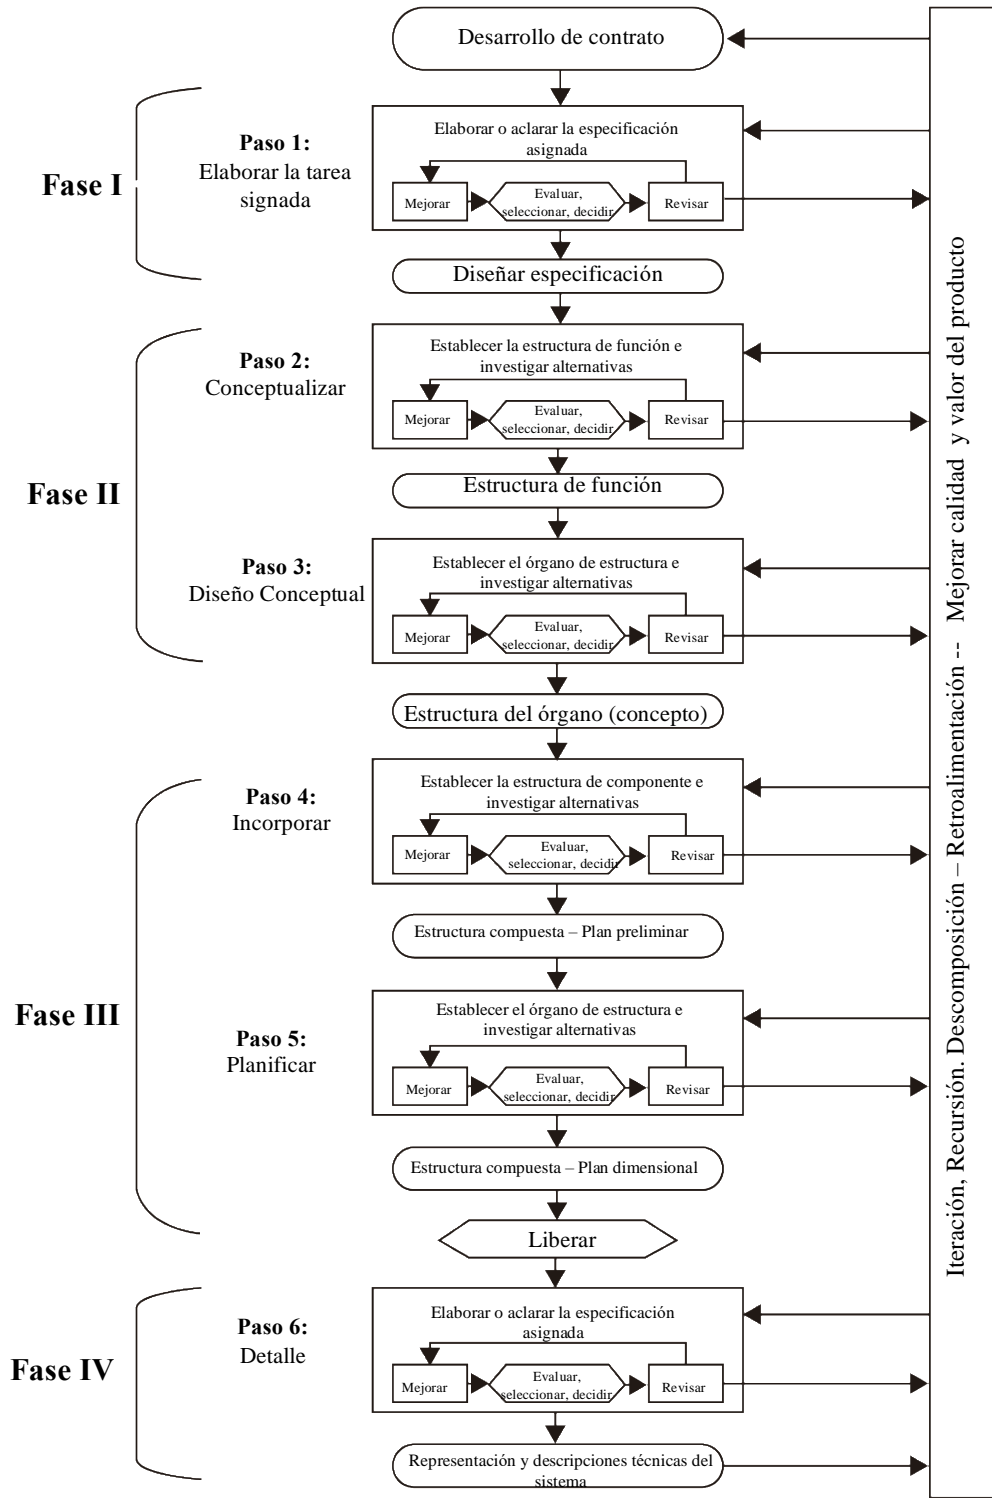 Desarrollo de contrato
Fase I
Paso 1:
Elaborar la tarea
signada
Elaborar o aclarar la especificación
asignada
Mejorar
Evaluar,
seleccionar, decidir
Revisar
Diseñar especificación
Fase II
Paso 2:
Conceptualizar
Establecer la estructura de función e
investigar alternativas
Mejorar
Evaluar,
seleccionar, decidir
Revisar
Estructura de función
Paso 3:
Diseño Conceptual
Establecer el órgano de estructura e
investigar alternativas
Mejorar
Evaluar,
seleccionar, decidir
Revisar
Estructura del órgano (concepto)
Fase III
Paso 4:
Incorporar
Establecer la estructura de componente e
investigar alternativas
Mejorar
Evaluar,
seleccionar, decidir
Revisar
Estructura compuesta – Plan preliminar
Paso 5:
Planificar
Establecer el órgano de estructura e
investigar alternativas
Mejorar
Evaluar,
seleccionar, decidir
Revisar
Estructura compuesta – Plan dimensional
Liberar
Fase IV
Paso 6:
Detalle
Elaborar o aclarar la especificación
asignada
Mejorar
Evaluar,
seleccionar, decidir
Revisar
Representación y descripciones técnicas del
sistema
Iteración, Recursión. Descomposición – Retroalimentación -- Mejorar calidad y valor del producto